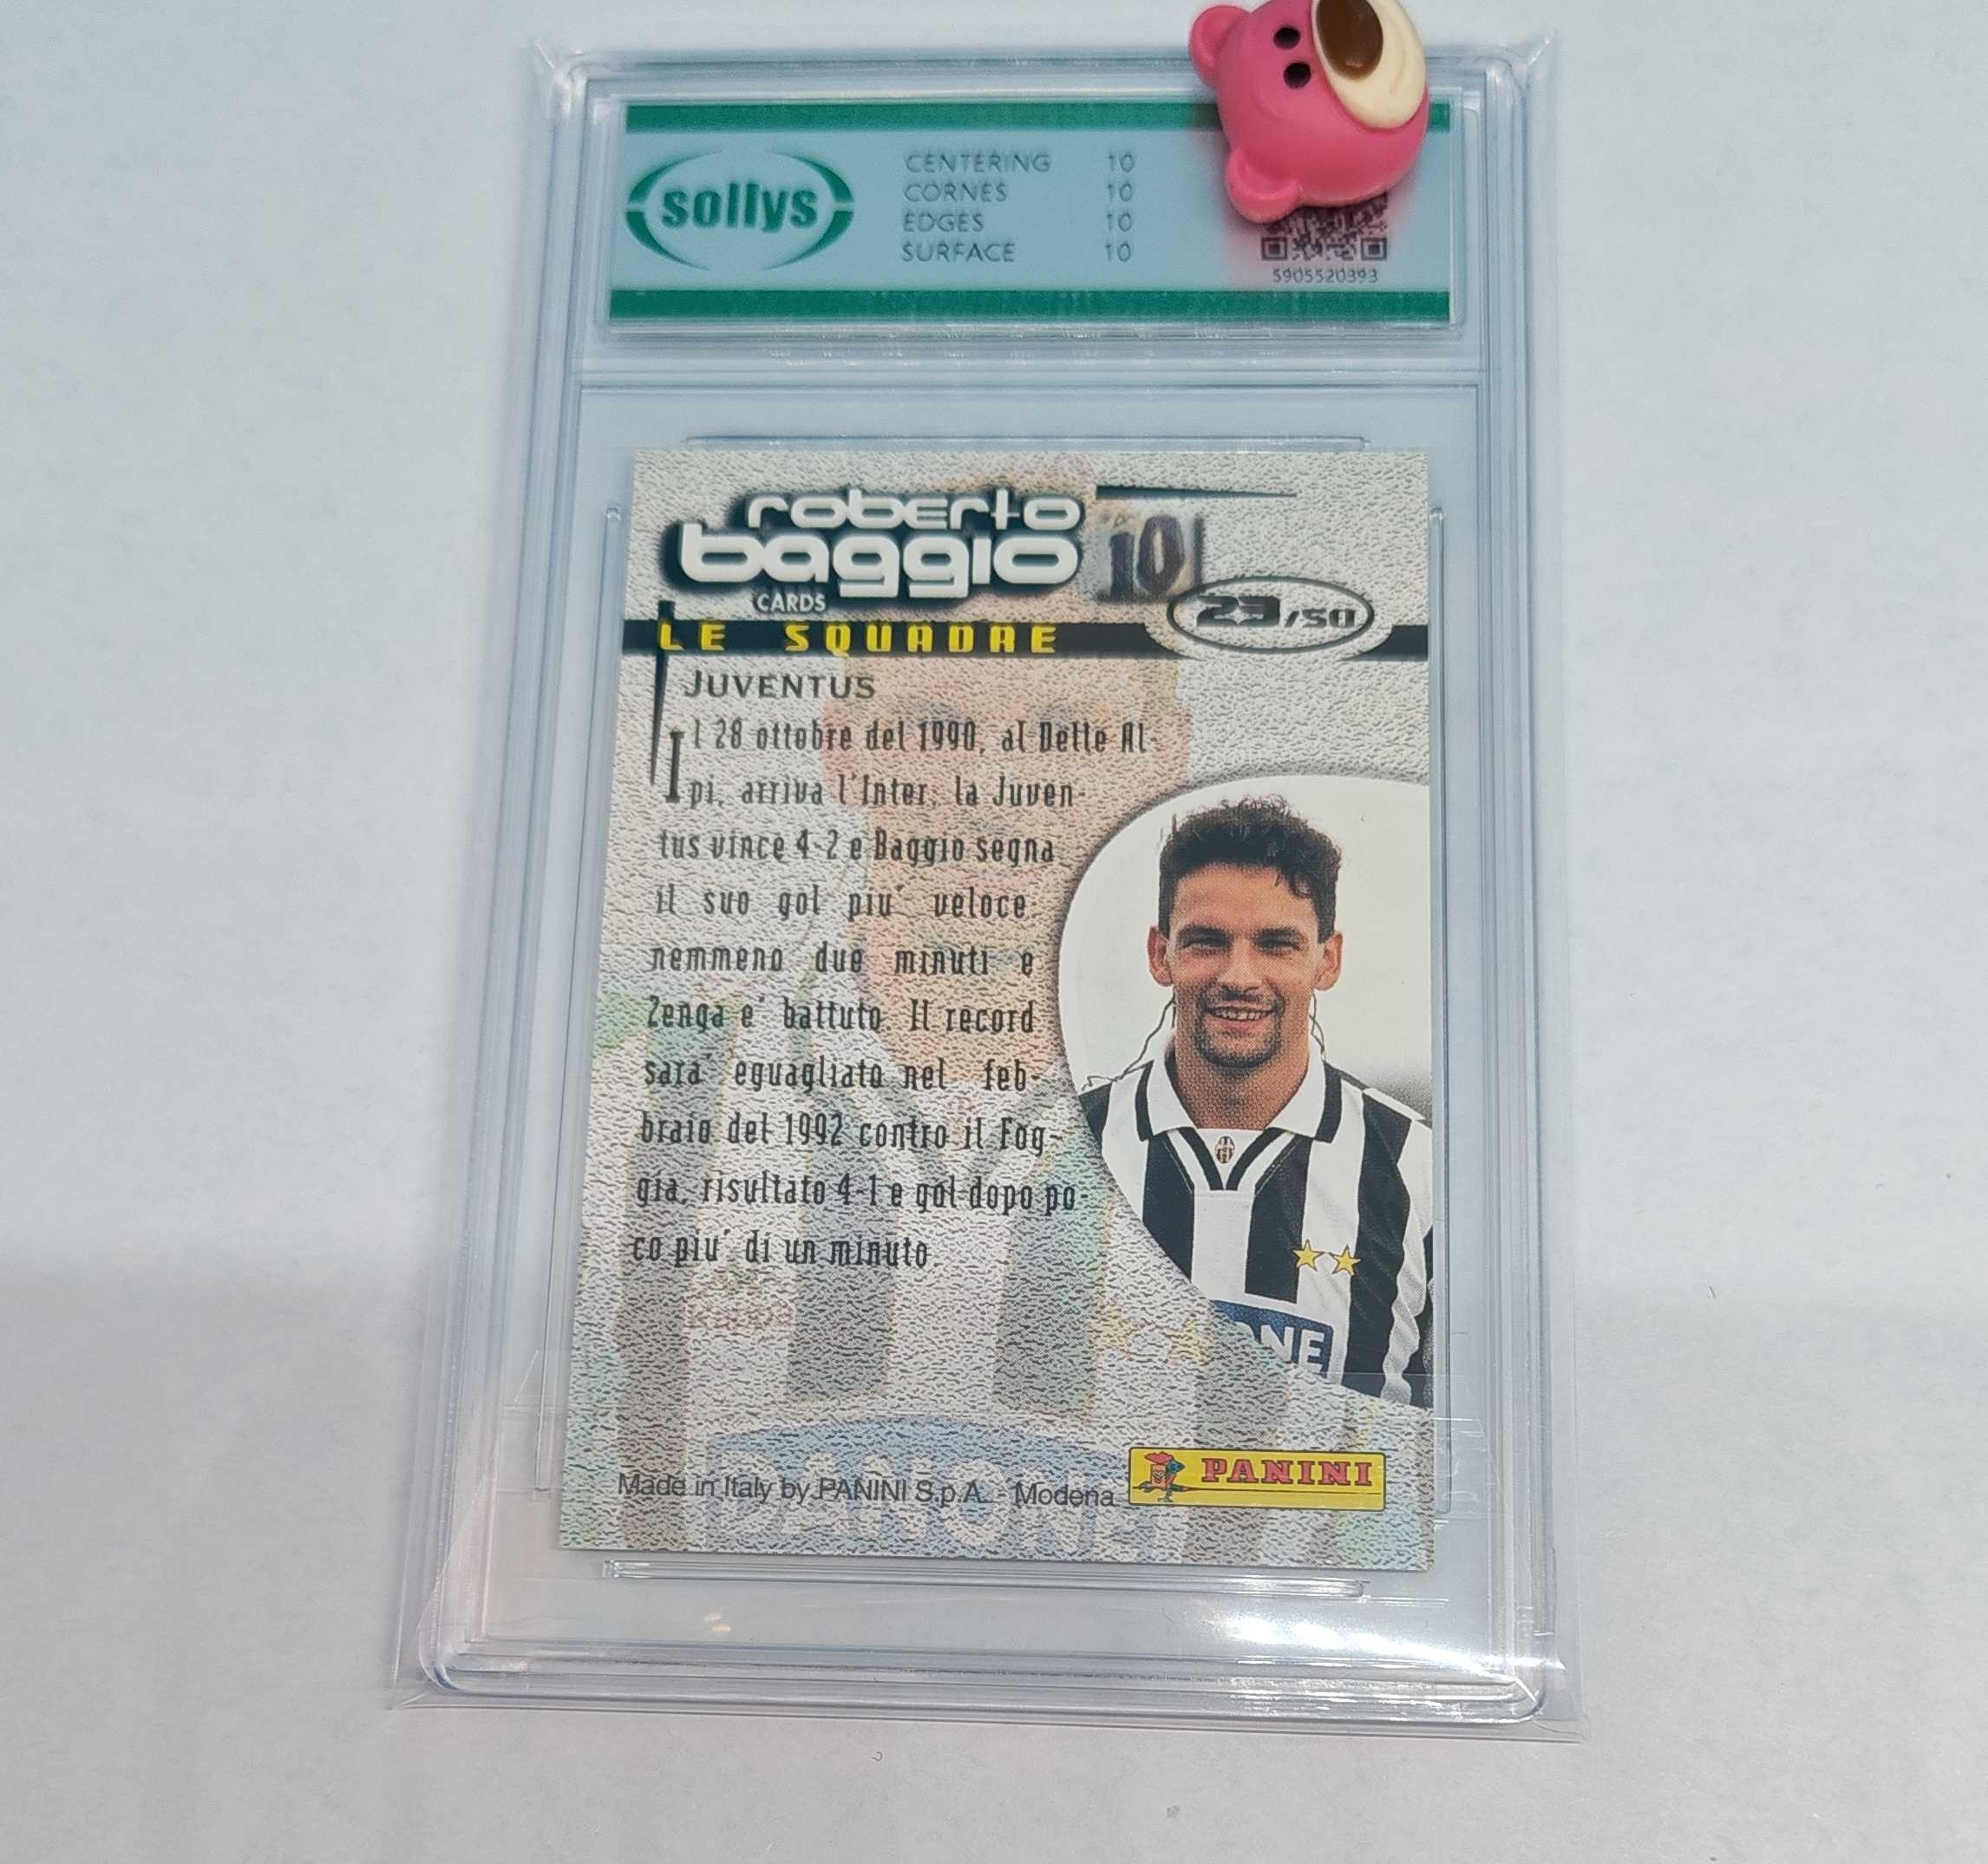 sollys
CENTERING 10
CORNES 10
EDGES 10
SURFACE 10
5905520393
roberto
baggio 10
CARDS
23/50
LE SQUADRE
JUVENTUS
Il 28 ottobre del 1990, al Delle Al-
pi, arriva l'Inter, la Juven-
tus vince 4-2 e Baggio segna
il suo gol piu' veloce
nemmeno due minuti e
Zenga e' battuto. Il record
sara' eguagliato nel feb-
braio del 1992 contro il Fog-
gia, risultato 4-1 e gol dopo po-
co piu' di un minuto.
ONE
kappa
DANONE
Made in Italy by PANINI S.p.A. - Modena
PANINI